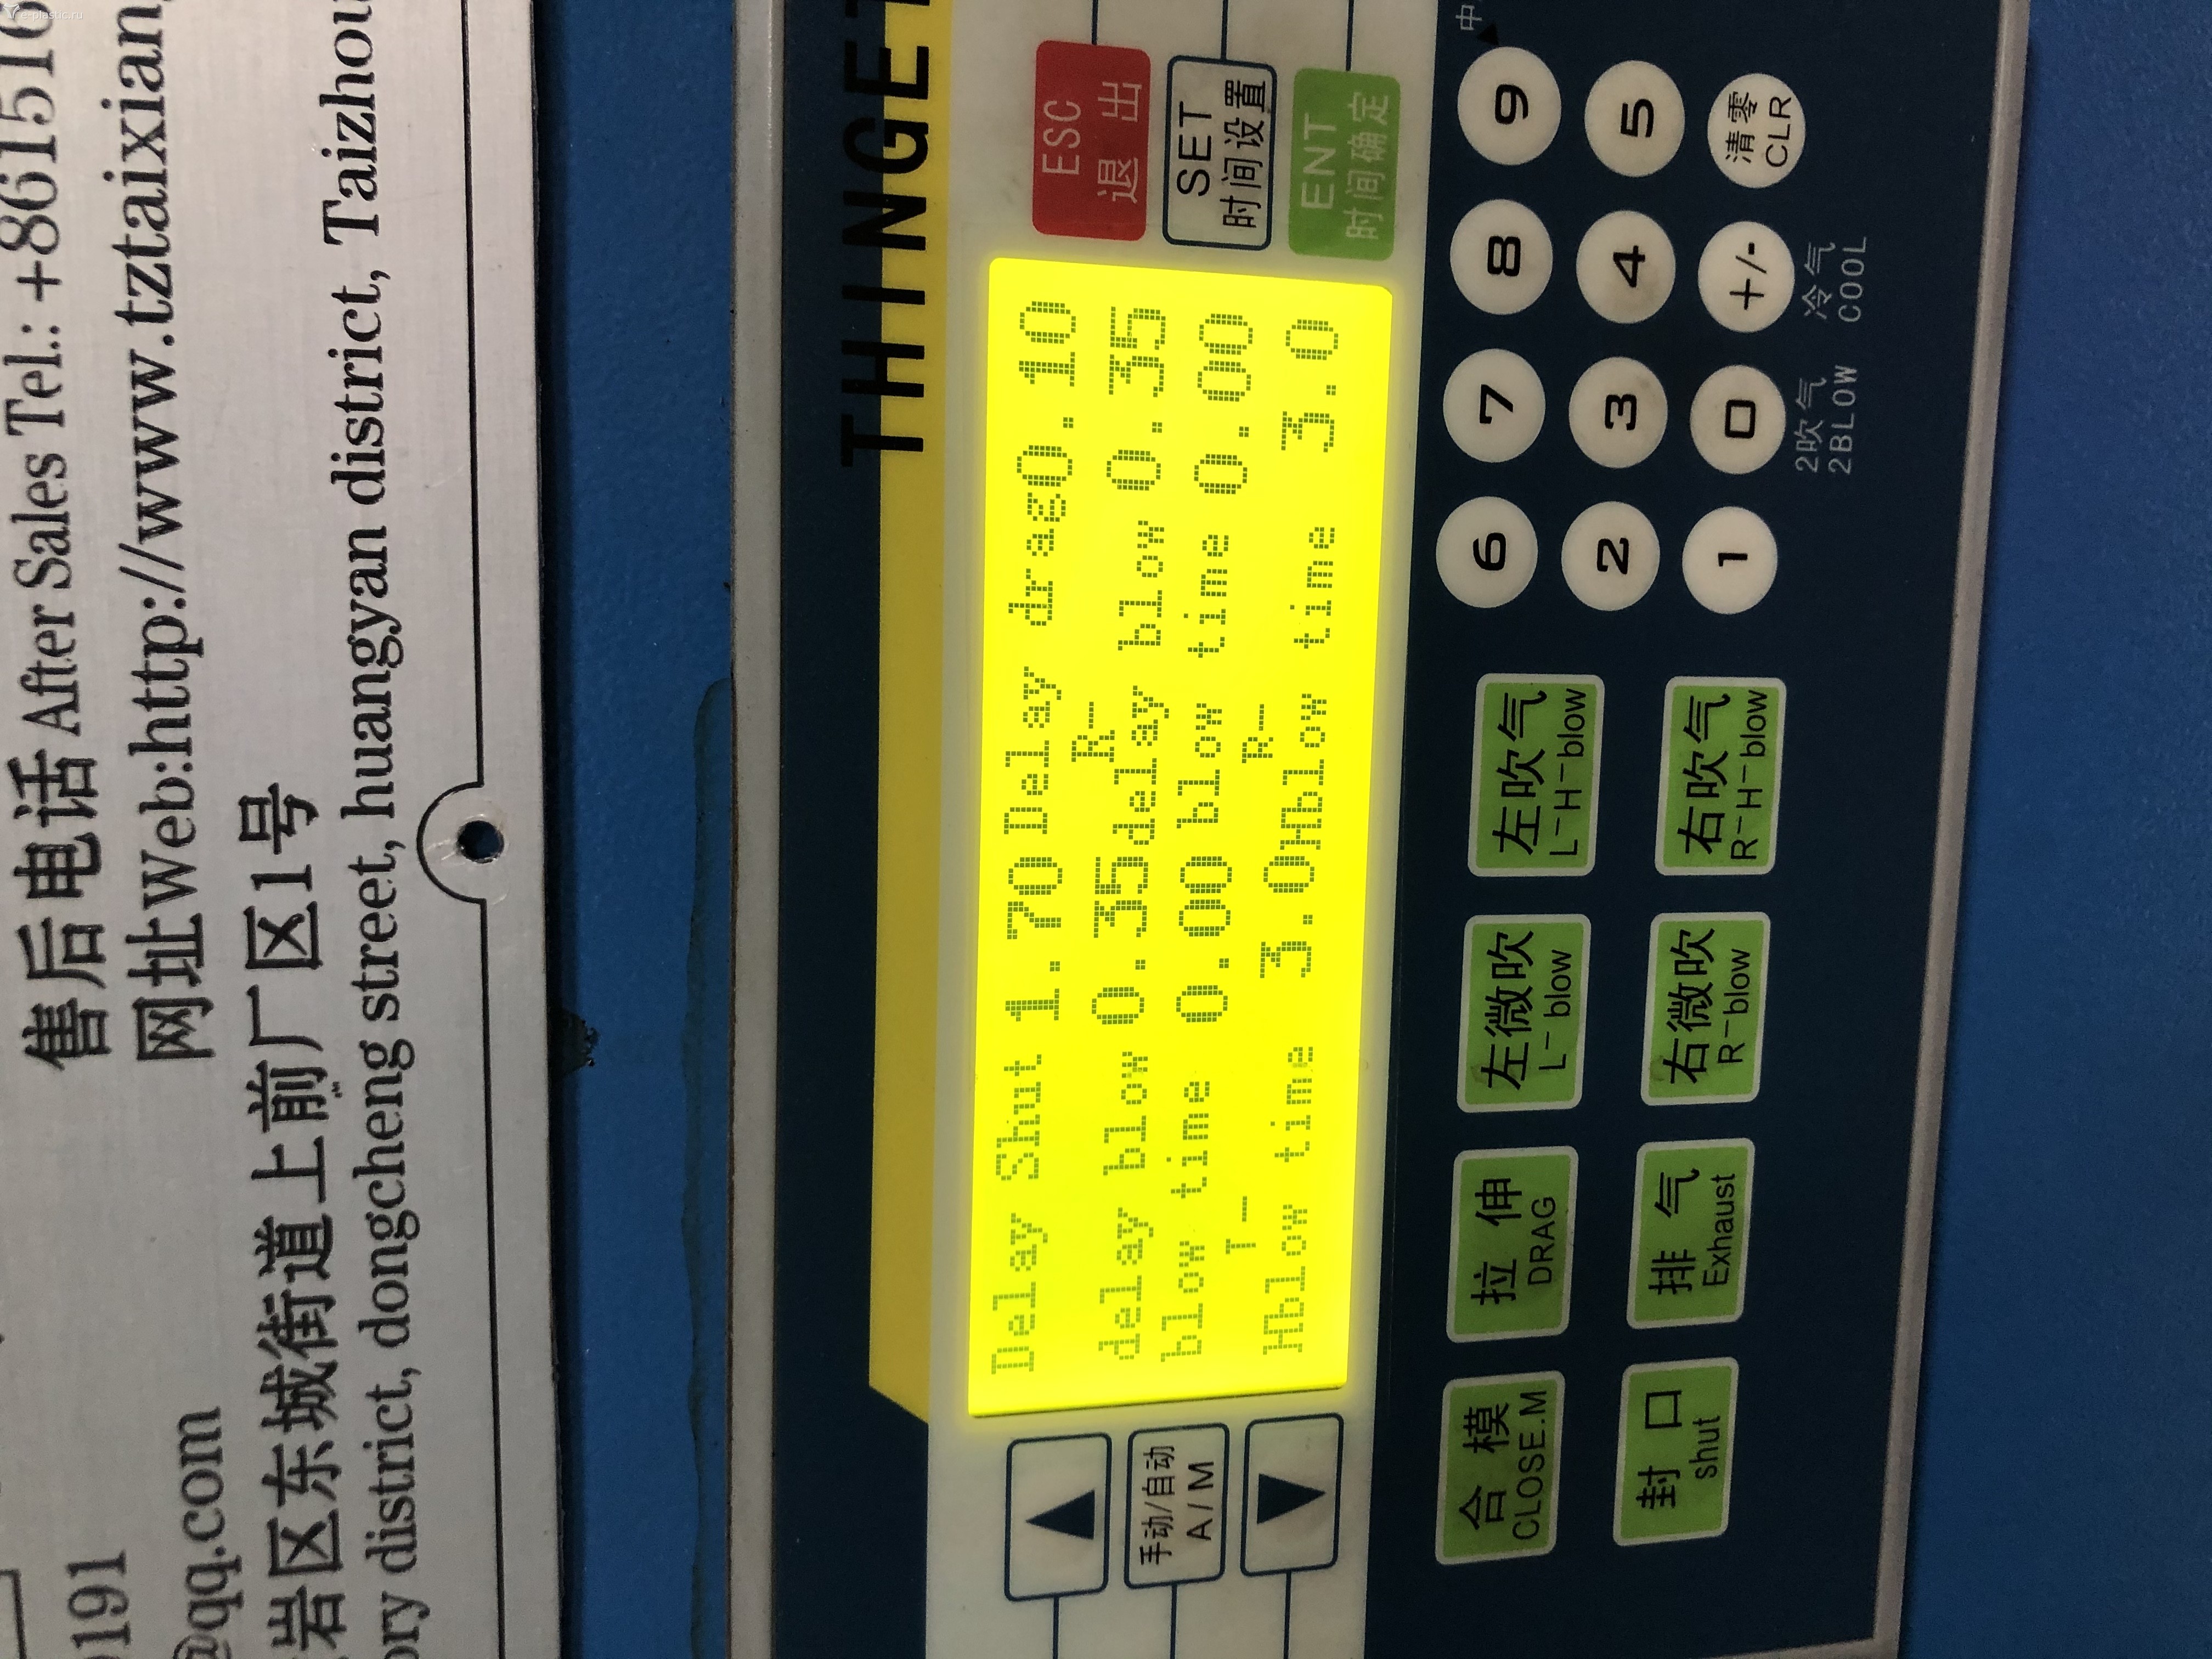 e-plastic.ru
售后电话 After Sales Tel.: +861516
网址Web:http://www.tztaixian
0191
@qq.com
岩区东城街道上前厂区1号
ory district, dongcheng street, huangyan district, Taizhou
THINGET
ESC
退出
SET
时间设置
ENT
时间确定
手动/自动
A/M
Delay Shut 1.70 Delay drag 0.10
R-
delay blow 0.35 delay blow 0.35
blow time 0.00 blow time 0.00
L- R-
Hblow time 3.0 Hblow time 3.0
合模
CLOSE.M
拉伸
DRAG
左微吹
L-blow
左吹气
L-H-blow
封口
shut
排气
Exhaust
右微吹
R-blow
右吹气
R-H-blow
中
6 7 8 9
2 3 4 5
1 0 +/- 清零 CLR
2吹气
2BLOW
冷气
COOL